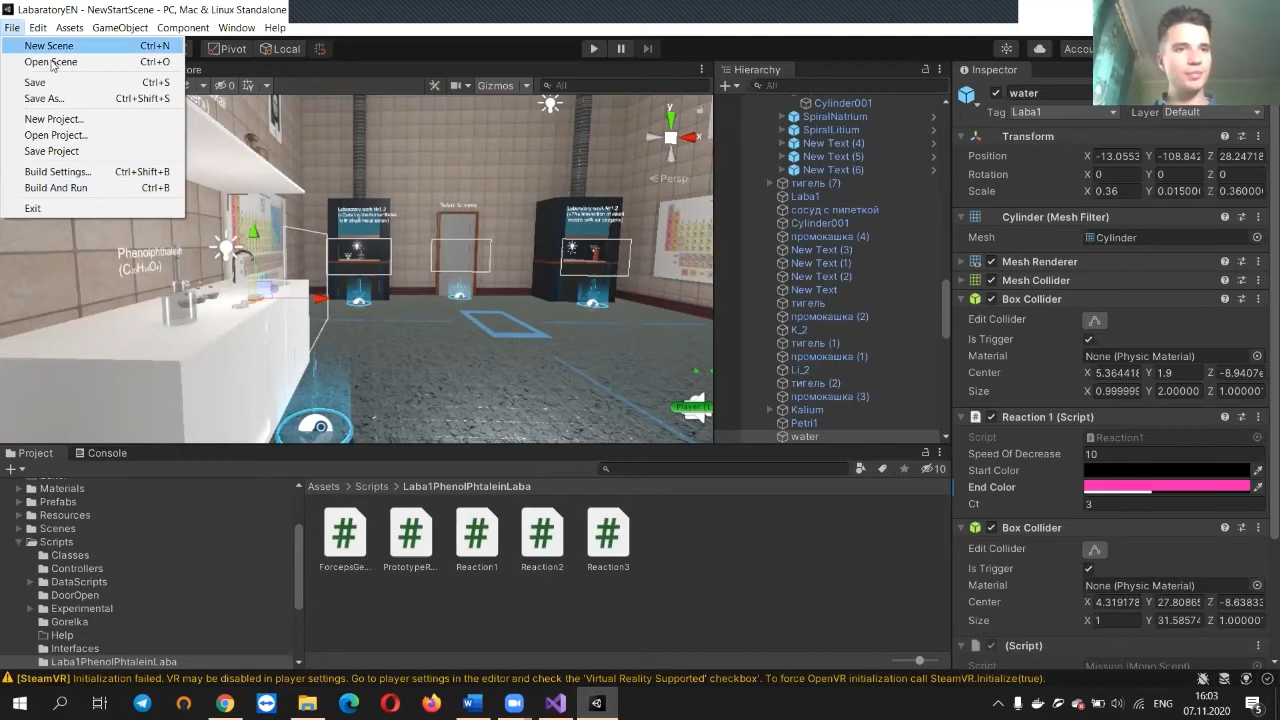 LabaratoryEN - NewStartScene - PC, Mac & Linux Standalone
File Edit Assets GameObject Component Window Help
New Scene Ctrl+N
Open Scene Ctrl+O
Save Ctrl+S
Save As... Ctrl+Shift+S
New Project...
Open Project...
Save Project
Build Settings... Ctrl+Shift+B
Build And Run Ctrl+B
Exit
Pivot Local
Accou
ore
0
Gizmos All
y
x
Persp
Phenolphthalein
Return to menu
Player
Hierarchy
All
Cylinder001
SpiralNatrium
SpiralLitium
New Text (4)
New Text (5)
New Text (6)
тигель (7)
Laba1
сосуд с пипеткой
Cylinder001
промокашка (4)
New Text (3)
New Text (1)
New Text (2)
New Text
тигель
промокашка (2)
K_2
тигель (1)
промокашка (1)
Li_2
тигель (2)
промокашка (3)
Kalium
Petri1
water
Inspector
water
Tag Laba1 Layer Default
Transform
Position X -13.0553 Y -108.842 Z 28.24718
Rotation X 0 Y 0 Z 0
Scale X 0.36 Y 0.01500( Z 0.36000(
Cylinder (Mesh Filter)
Mesh Cylinder
Mesh Renderer
Mesh Collider
Box Collider
Edit Collider
Is Trigger
Material None (Physic Material)
Center X 5.364418 Y 1.9 Z -8.9407e
Size X 0.999999 Y 2.00000 Z 1.00000
Reaction 1 (Script)
Script Reaction1
Speed Of Decrease 10
Start Color
End Color
Ct 3
Box Collider
Edit Collider
Is Trigger
Material None (Physic Material)
Center X 4.319178 Y 27.80865 Z -8.63833
Size X 1 Y 31.58574 Z 1.00000
(Script)
Script Mission (Mono Script)
Project Console
10
Materials
Prefabs
Resources
Scenes
Scripts
Classes
Controllers
DataScripts
DoorOpen
Experimental
Gorelka
Help
Interfaces
Laba1PhenolPhtaleinLaba
Assets > Scripts > Laba1PhenolPhtaleinLaba
ForcepsGe... PrototypeR... Reaction1 Reaction2 Reaction3
[SteamVR] Initialization failed. VR may be disabled in player settings. Go to player settings in the editor and check the 'Virtual Reality Supported' checkbox'. To force OpenVR initialization call SteamVR.Initialize(true).
ENG
16:03
07.11.2020
5